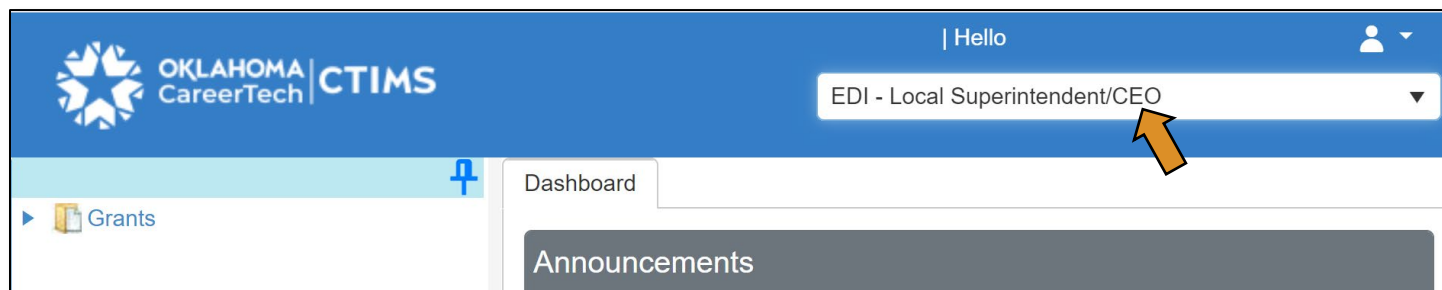 OKLAHOMA
CareerTech
CTIMS
| Hello
EDI - Local Superintendent/CEO
Grants
Dashboard
Announcements